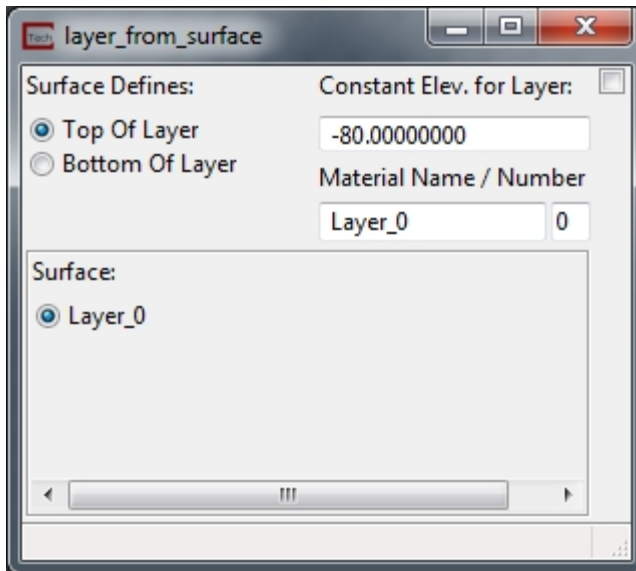 C Tech layer_from_surface
Surface Defines:
Constant Elev. for Layer:
Top Of Layer
-80.00000000
Bottom Of Layer
Material Name / Number
Layer_0 0
Surface:
Layer_0